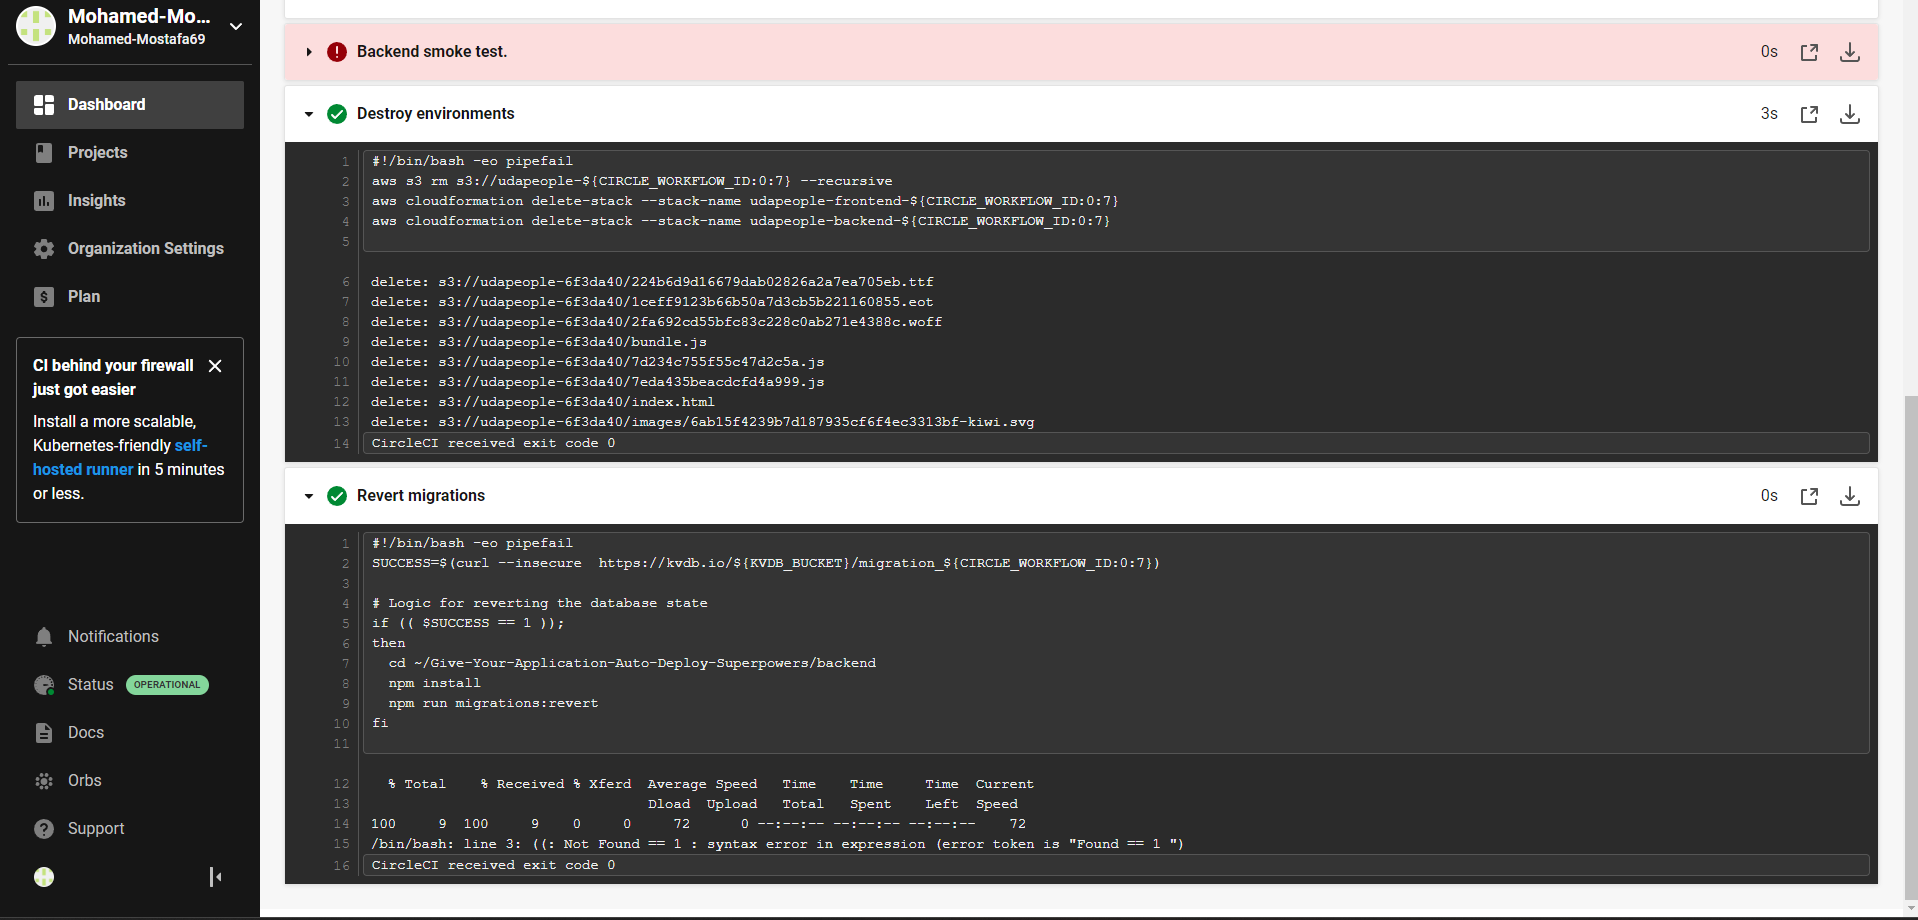 Mohamed-Mo...
Mohamed-Mostafa69
Dashboard
Projects
Insights
Organization Settings
Plan
CI behind your firewall
just got easier
Install a more scalable,
Kubernetes-friendly self-
hosted runner in 5 minutes
or less.
Notifications
Status OPERATIONAL
Docs
Orbs
Support
Backend smoke test. 0s
Destroy environments 3s
1 #!/bin/bash -eo pipefail
2 aws s3 rm s3://udapeople-${CIRCLE_WORKFLOW_ID:0:7} --recursive
3 aws cloudformation delete-stack --stack-name udapeople-frontend-${CIRCLE_WORKFLOW_ID:0:7}
4 aws cloudformation delete-stack --stack-name udapeople-backend-${CIRCLE_WORKFLOW_ID:0:7}
5
6 delete: s3://udapeople-6f3da40/224b6d9d16679dab02826a2a7ea705eb.ttf
7 delete: s3://udapeople-6f3da40/1ceff9123b66b50a7d3cb5b221160855.eot
8 delete: s3://udapeople-6f3da40/2fa692cd55bfc83c228c0ab271e4388c.woff
9 delete: s3://udapeople-6f3da40/bundle.js
10 delete: s3://udapeople-6f3da40/7d234c755f55c47d2c5a.js
11 delete: s3://udapeople-6f3da40/7eda435beacdcfd4a999.js
12 delete: s3://udapeople-6f3da40/index.html
13 delete: s3://udapeople-6f3da40/images/6ab15f4239b7d187935cf6f4ec3313bf-kiwi.svg
14 CircleCI received exit code 0
Revert migrations 0s
1 #!/bin/bash -eo pipefail
2 SUCCESS=$(curl --insecure  https://kvdb.io/${KVDB_BUCKET}/migration_${CIRCLE_WORKFLOW_ID:0:7})
3
4 # Logic for reverting the database state
5 if (( $SUCCESS == 1 ));
6 then
7   cd ~/Give-Your-Application-Auto-Deploy-Superpowers/backend
8   npm install
9   npm run migrations:revert
10 fi
11
12 % Total % Received % Xferd Average Speed Time Time Time Current
13 Dload Upload Total Spent Left Speed
14 100 9 100 9 0 0 72 0 --:--:-- --:--:-- --:--:-- 72
15 /bin/bash: line 3: ((: Not Found == 1 : syntax error in expression (error token is "Found == 1 ")
16 CircleCI received exit code 0